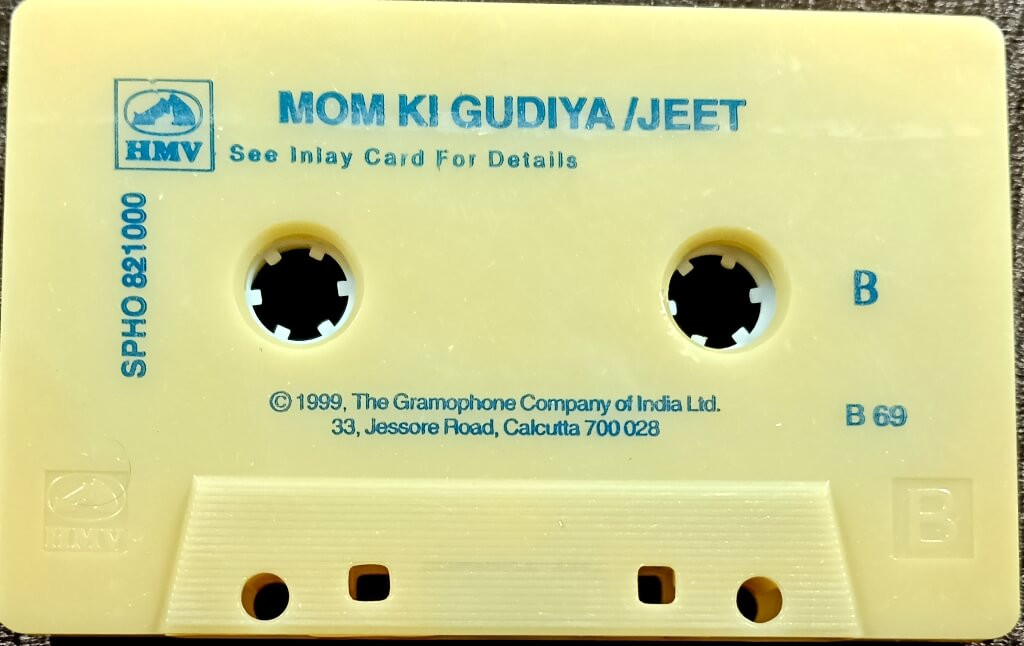 MOM KI GUDIYA /JEET
HMV
See Inlay Card For Details
SPHO 821000
B
© 1999, The Gramophone Company of India Ltd.
33, Jessore Road, Calcutta 700 028
B 69
HMV
B